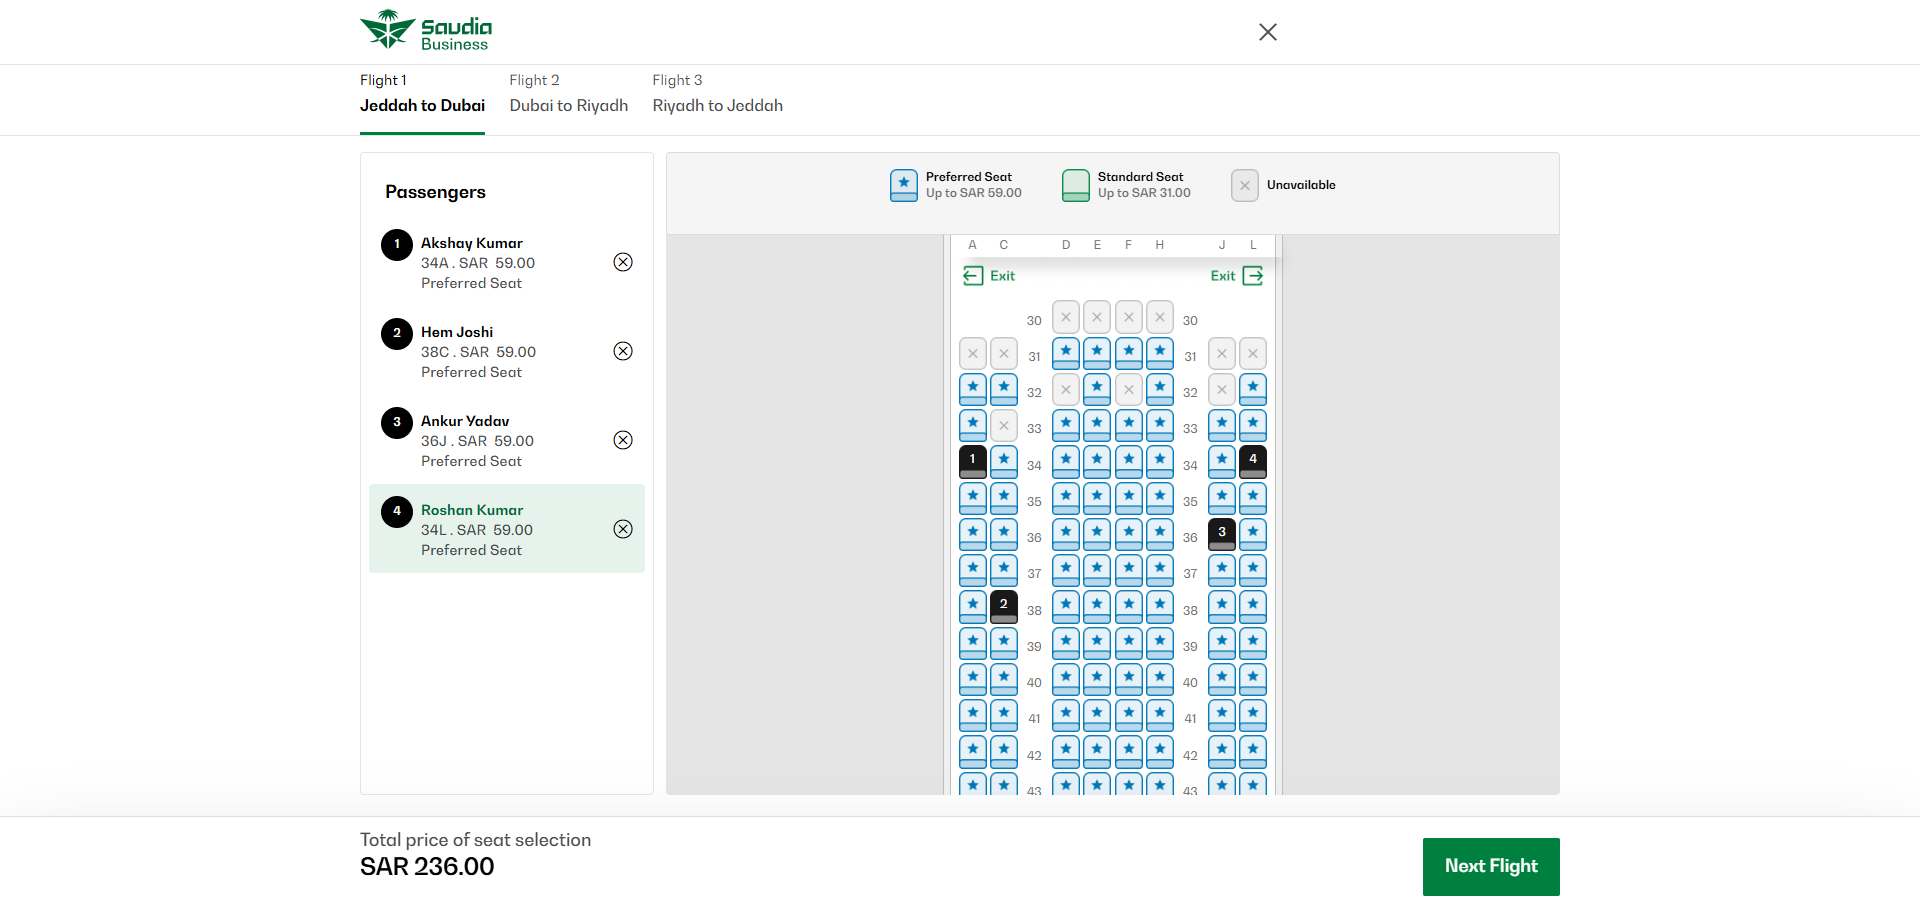 Saudia
Business
Flight 1
Jeddah to Dubai
Flight 2
Dubai to Riyadh
Flight 3
Riyadh to Jeddah
Passengers
1
Akshay Kumar
34A . SAR 59.00
Preferred Seat
2
Hem Joshi
38C . SAR 59.00
Preferred Seat
3
Ankur Yadav
36J . SAR 59.00
Preferred Seat
4
Roshan Kumar
34L . SAR 59.00
Preferred Seat
Preferred Seat
Up to SAR 59.00
Standard Seat
Up to SAR 31.00
Unavailable
A C D E F H J L
Exit Exit
30 30
31 31
32 32
33 33
1 34 34 4
35 35
36 36 3
37 37
2 38 38
39 39
40 40
41 41
42 42
43 43
Total price of seat selection
SAR 236.00
Next Flight